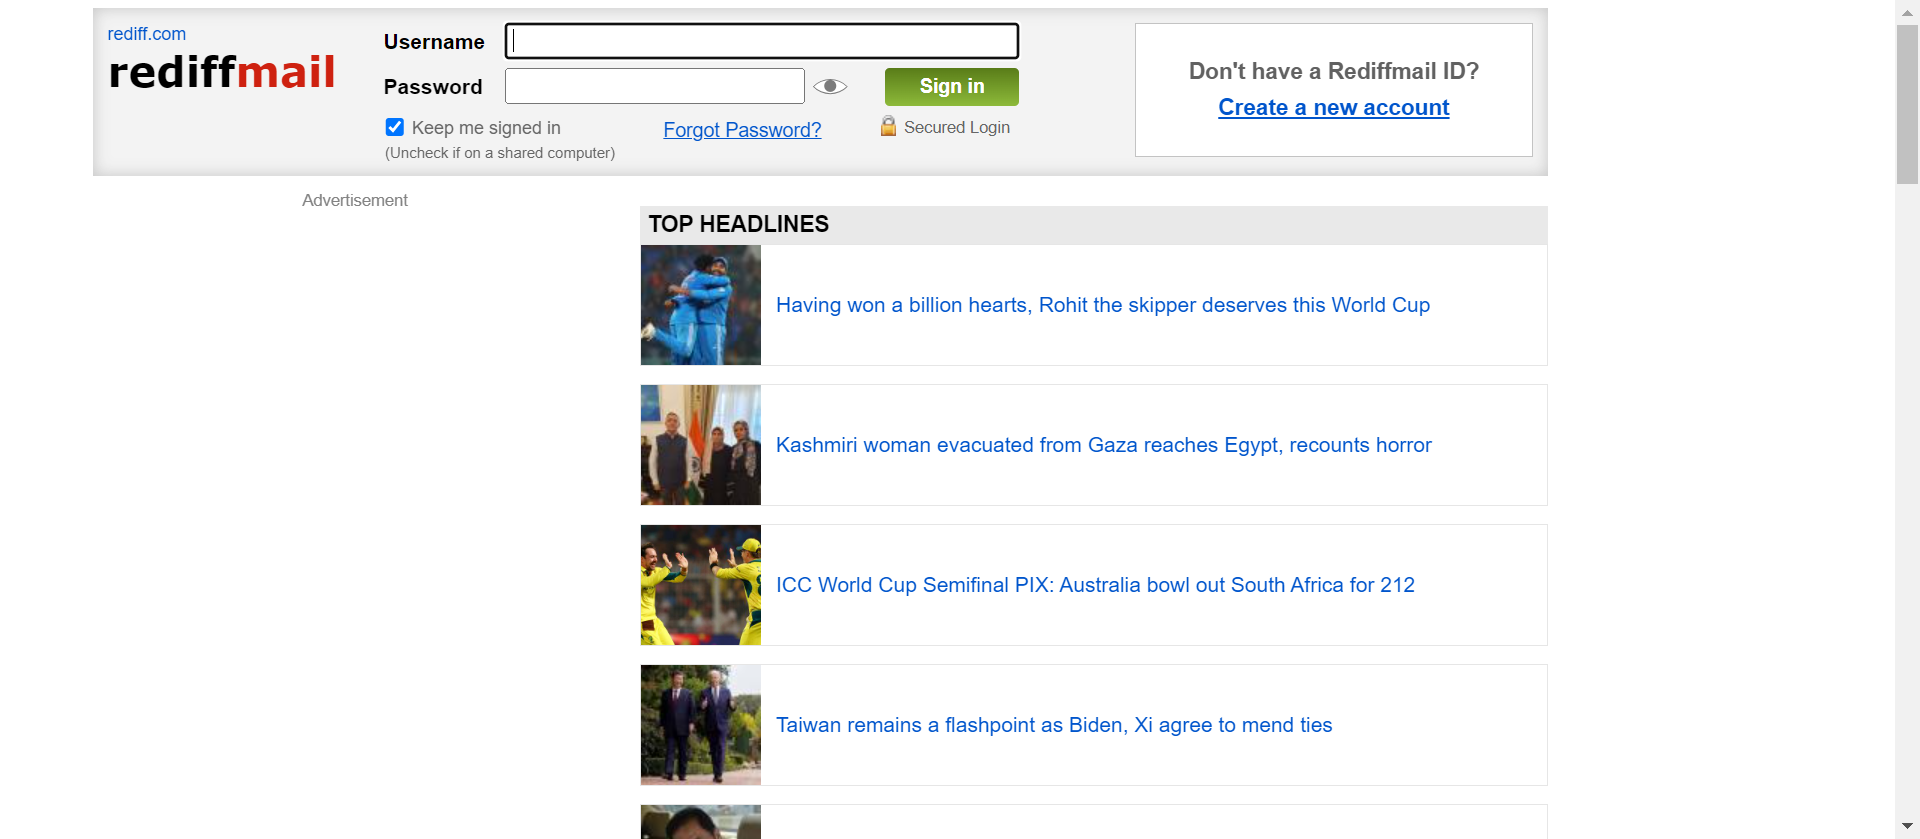 rediff.com
rediffmail
Username
Password
Sign in
Keep me signed in
(Uncheck if on a shared computer)
Forgot Password?
Secured Login
Don't have a Rediffmail ID?
Create a new account
Advertisement
TOP HEADLINES
Having won a billion hearts, Rohit the skipper deserves this World Cup
Kashmiri woman evacuated from Gaza reaches Egypt, recounts horror
ICC World Cup Semifinal PIX: Australia bowl out South Africa for 212
Taiwan remains a flashpoint as Biden, Xi agree to mend ties